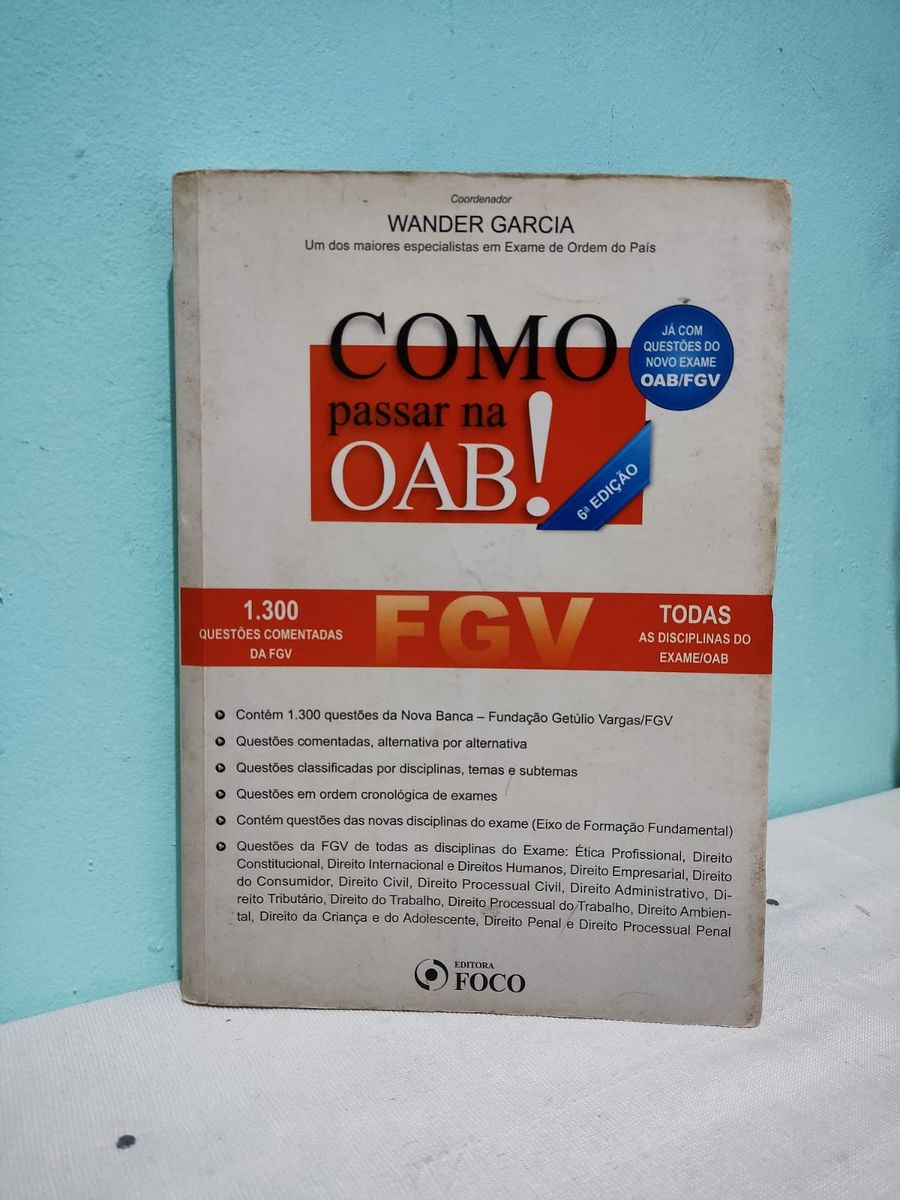 Coordenador
WANDER GARCIA
Um dos maiores especialistas em Exame de Ordem do País
COMO
passar na
OAB!
JÁ COM
QUESTÕES DO
NOVO EXAME
OAB/FGV
6ª EDIÇÃO
1.300
QUESTÕES COMENTADAS
DA FGV
FGV
TODAS
AS DISCIPLINAS DO
EXAME/OAB
Contém 1.300 questões da Nova Banca – Fundação Getúlio Vargas/FGV
Questões comentadas, alternativa por alternativa
Questões classificadas por disciplinas, temas e subtemas
Questões em ordem cronológica de exames
Contém questões das novas disciplinas do exame (Eixo de Formação Fundamental)
Questões da FGV de todas as disciplinas do Exame: Ética Profissional, Direito
Constitucional, Direito Internacional e Direitos Humanos, Direito Empresarial, Direito
do Consumidor, Direito Civil, Direito Processual Civil, Direito Administrativo, Di-
reito Tributário, Direito do Trabalho, Direito Processual do Trabalho, Direito Ambien-
tal, Direito da Criança e do Adolescente, Direito Penal e Direito Processual Penal
EDITORA
FOCO